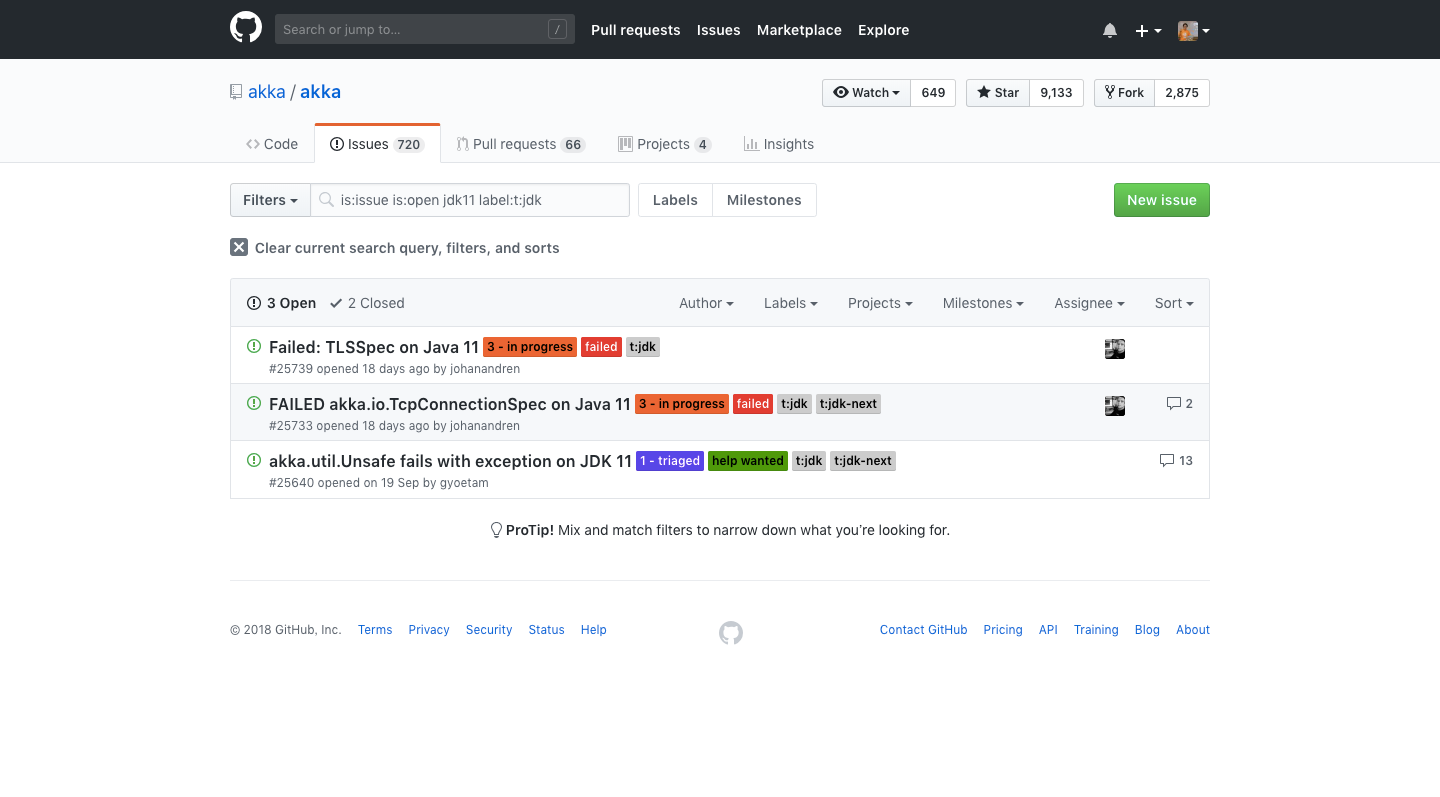 Search or jump to… / Pull requests Issues Marketplace Explore
akka / akka Watch 649 Star 9,133 Fork 2,875
Code Issues 720 Pull requests 66 Projects 4 Insights
Filters is:issue is:open jdk11 label:t:jdk Labels Milestones New issue
Clear current search query, filters, and sorts
3 Open 2 Closed Author Labels Projects Milestones Assignee Sort
Failed: TLSSpec on Java 11 3 - in progress failed t:jdk
#25739 opened 18 days ago by johanandren
FAILED akka.io.TcpConnectionSpec on Java 11 3 - in progress failed t:jdk t:jdk-next 2
#25733 opened 18 days ago by johanandren
akka.util.Unsafe fails with exception on JDK 11 1 - triaged help wanted t:jdk t:jdk-next 13
#25640 opened on 19 Sep by gyoetam
ProTip! Mix and match filters to narrow down what you're looking for.
© 2018 GitHub, Inc. Terms Privacy Security Status Help Contact GitHub Pricing API Training Blog About